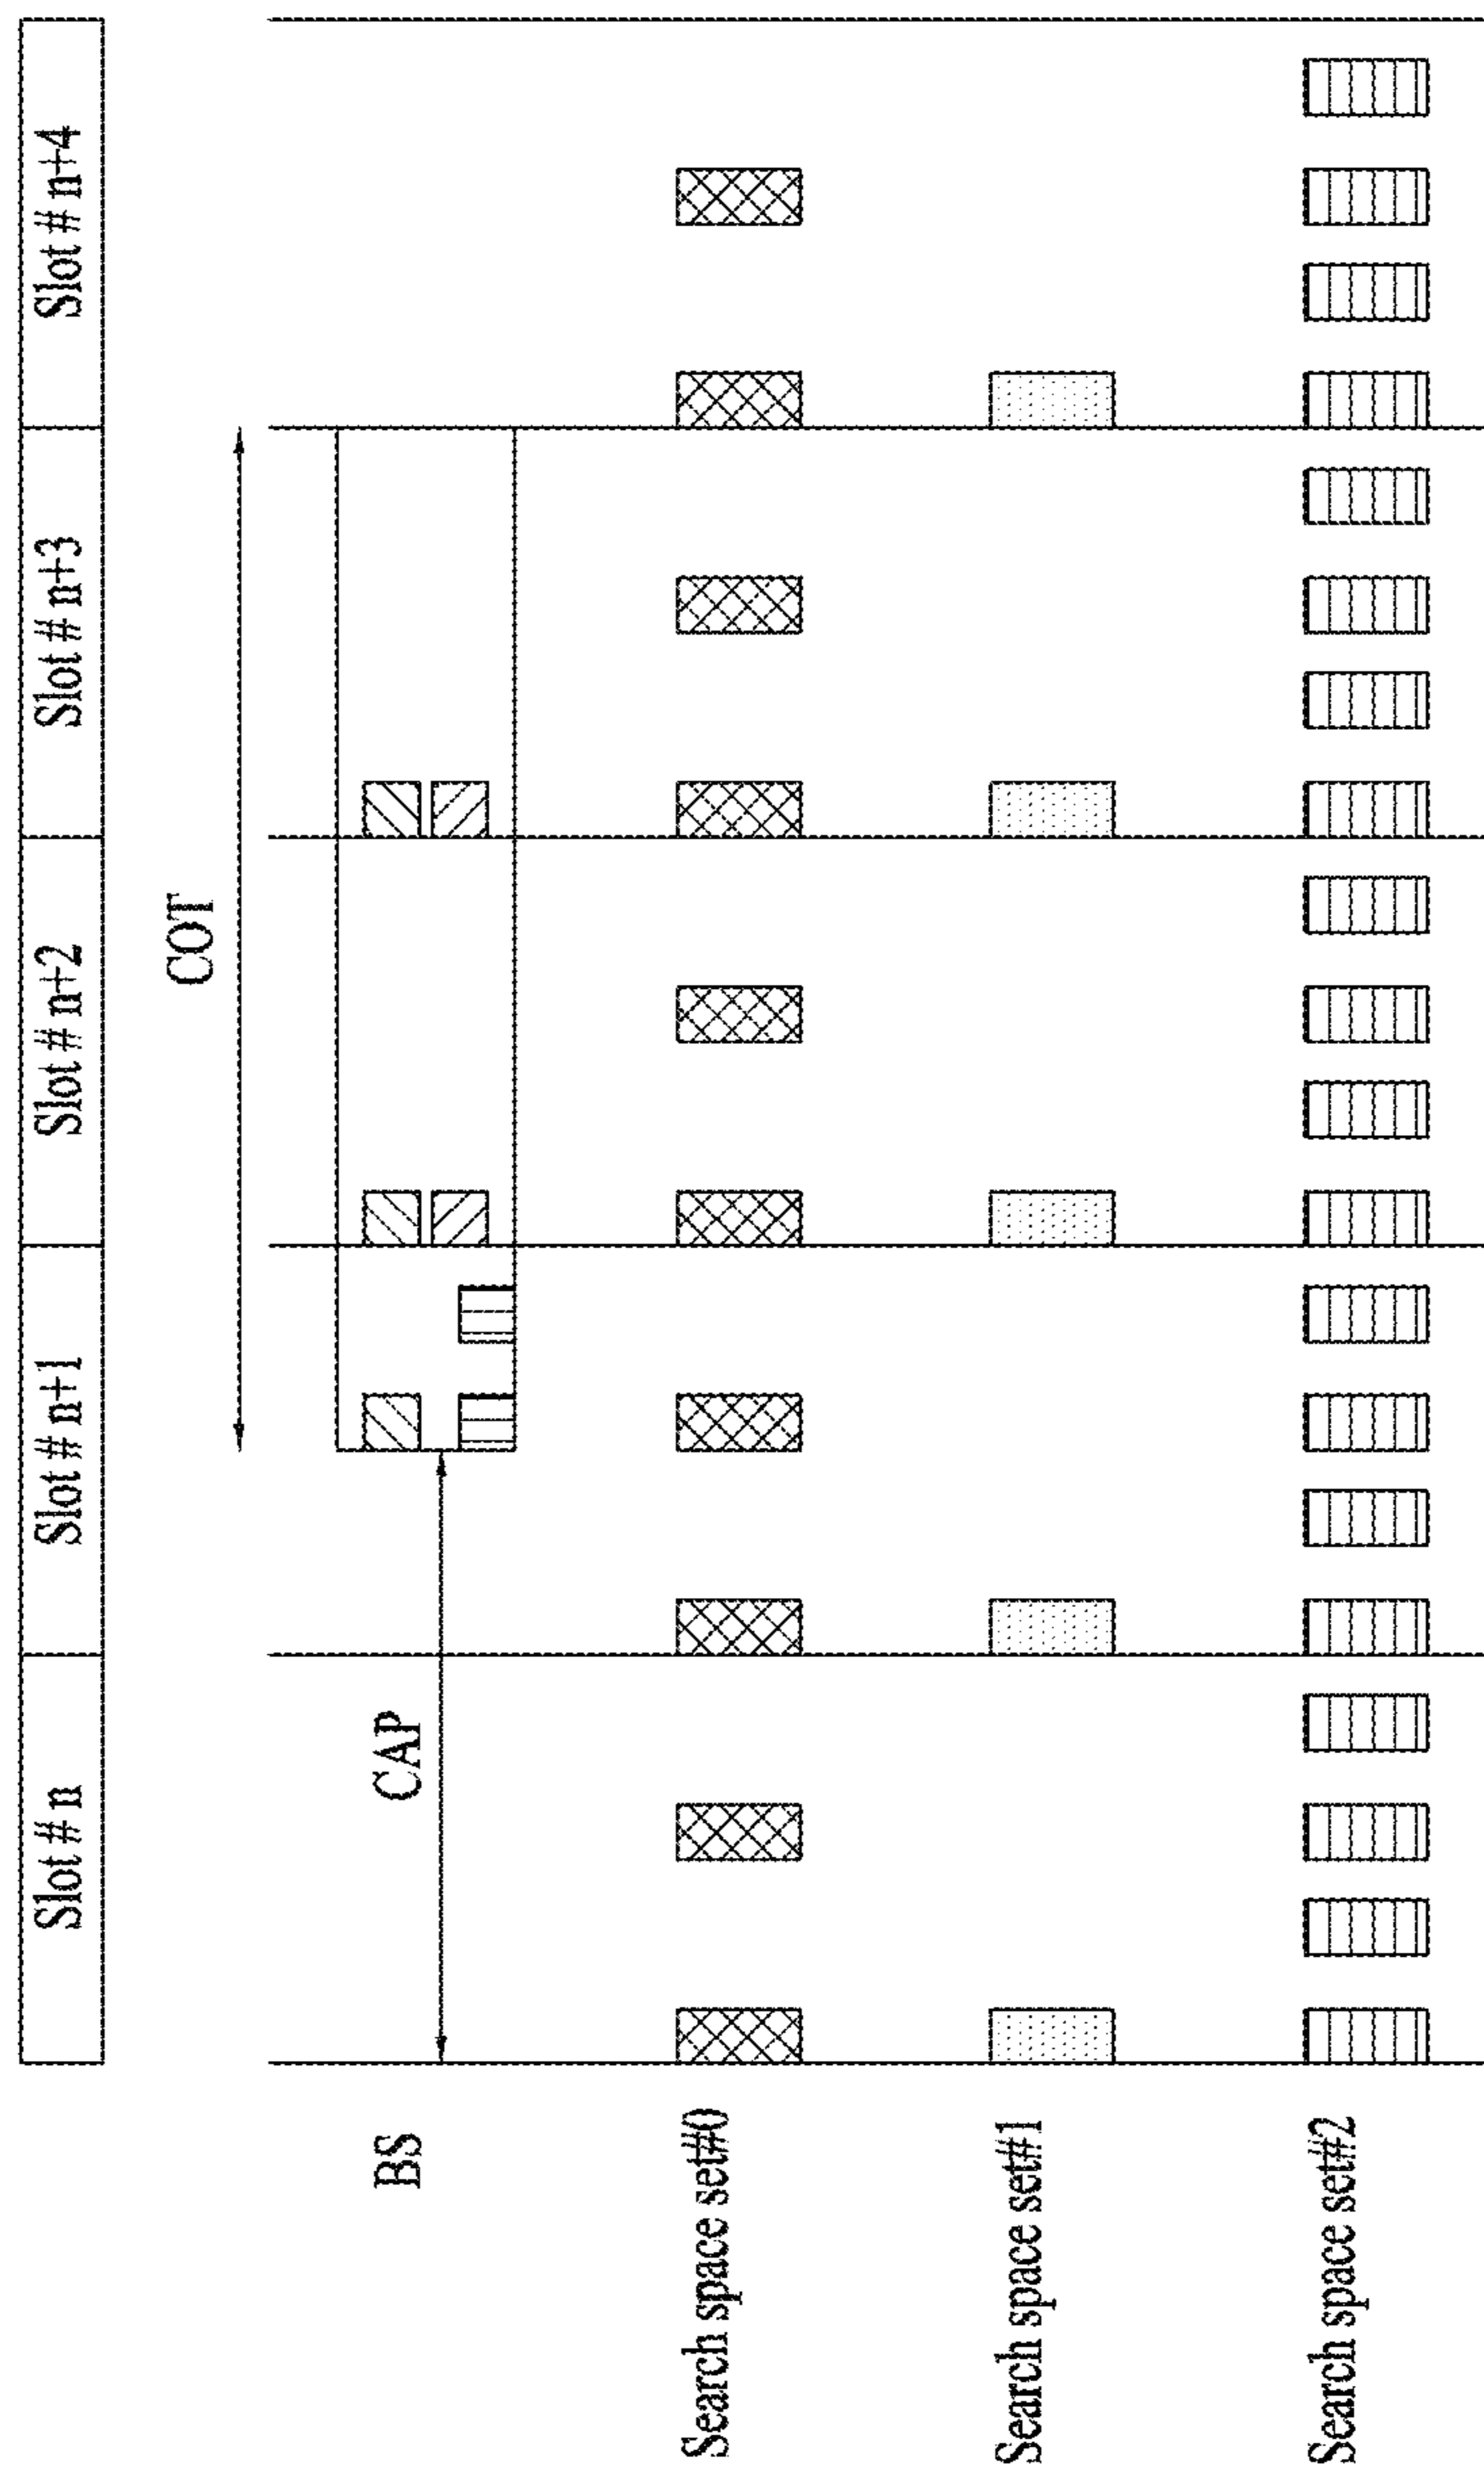 Slot # n
Slot # n+1
Slot # n+2
Slot # n+3
Slot # n+4
COT
BS
CAP
Search space set#0
Search space set#1
Search space set#2